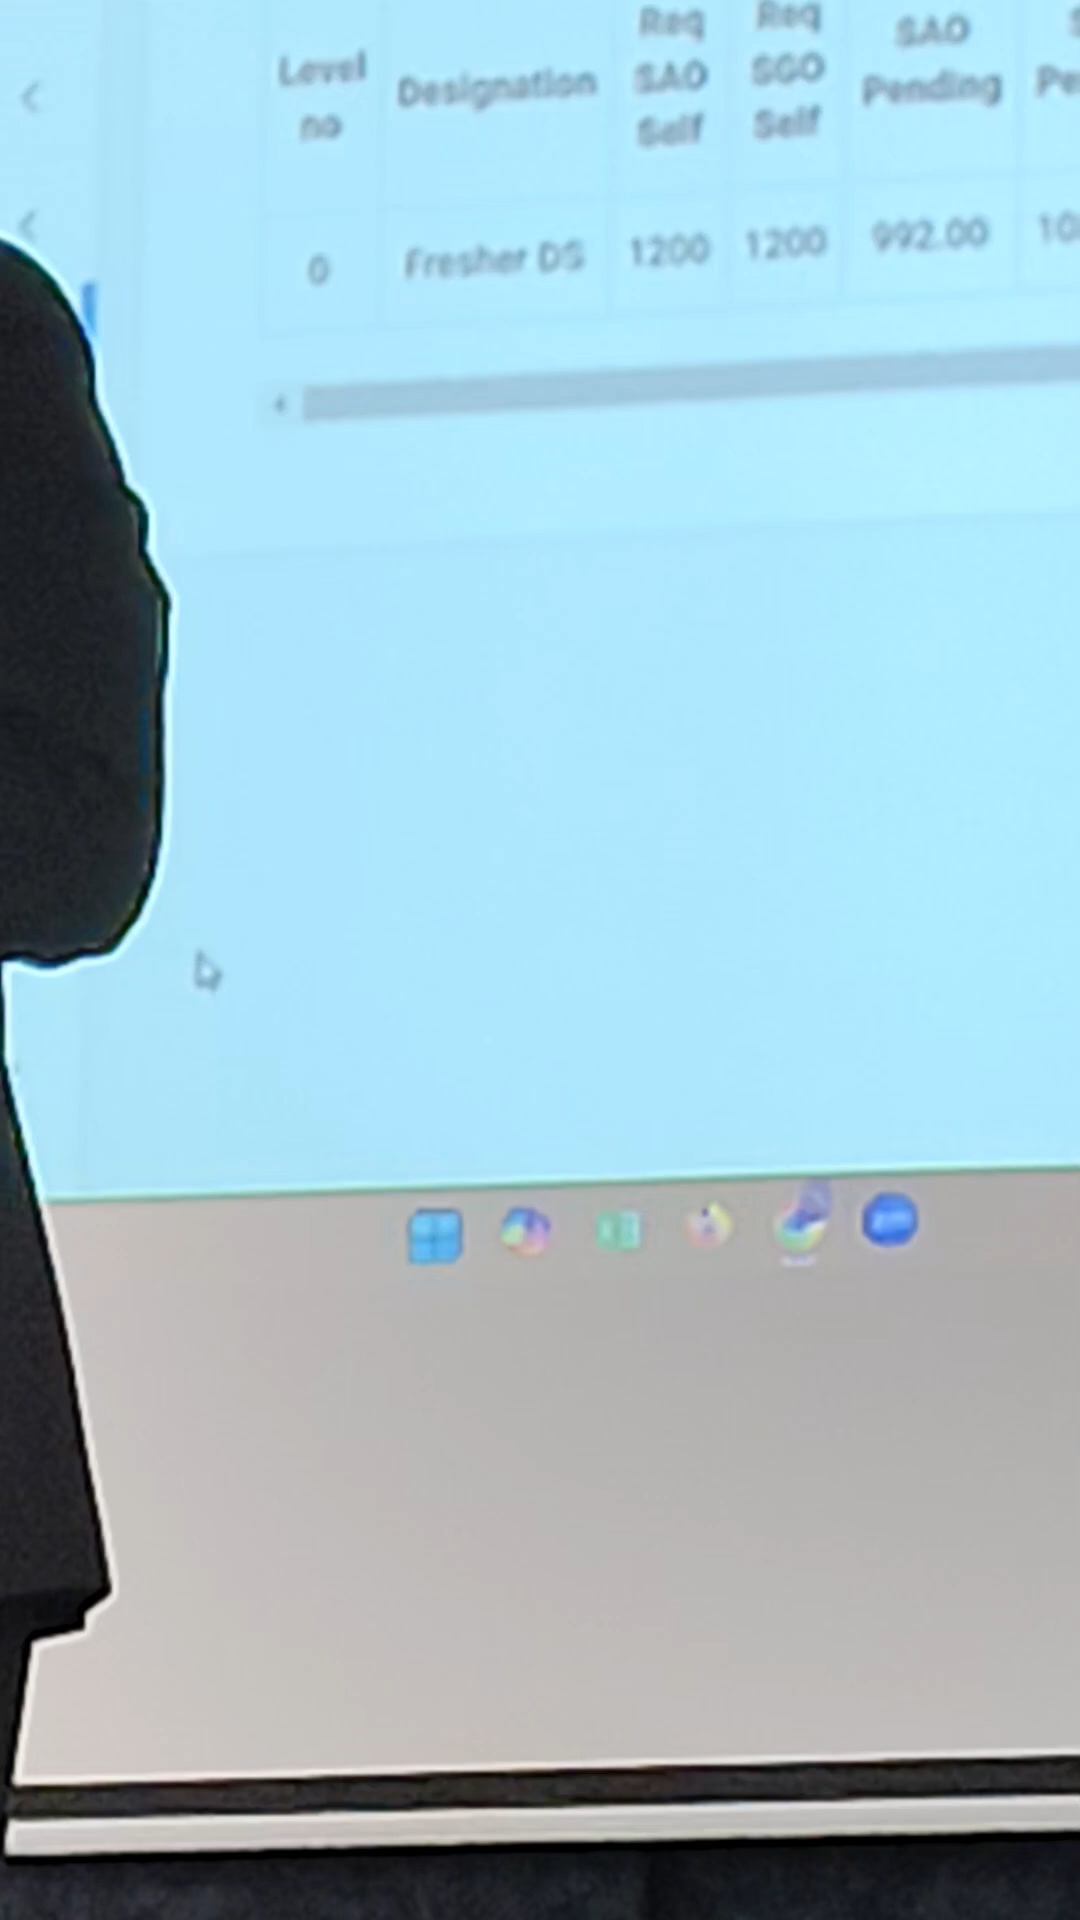 Level no
Designation
Req SAO Self
Req SGO Self
SAO Pending
0
Fresher DS
1200
1200
992.00